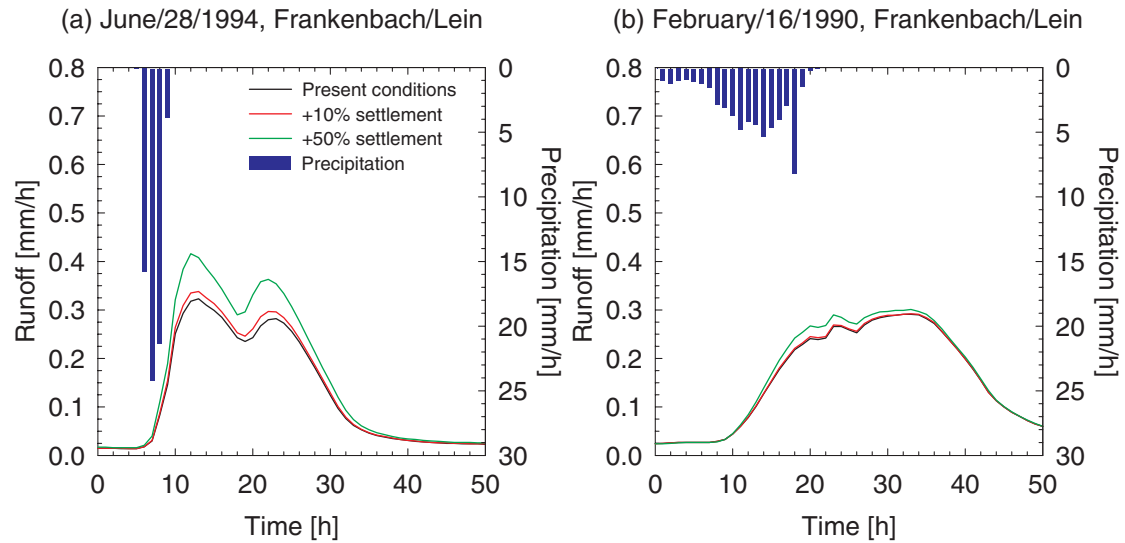 (a) June/28/1994, Frankenbach/Lein
(b) February/16/1990, Frankenbach/Lein
0.8
0.7
0.6
0.5
0.4
0.3
0.2
0.1
0.0
Runoff [mm/h]
Present conditions
+10% settlement
+50% settlement
Precipitation
0
5
10
15
20
25
30
Precipitation [mm/h]
0 10 20 30 40 50
Time [h]
0.8
0.7
0.6
0.5
0.4
0.3
0.2
0.1
0.0
Runoff [mm/h]
0
5
10
15
20
25
30
Precipitation [mm/h]
0 10 20 30 40 50
Time [h]